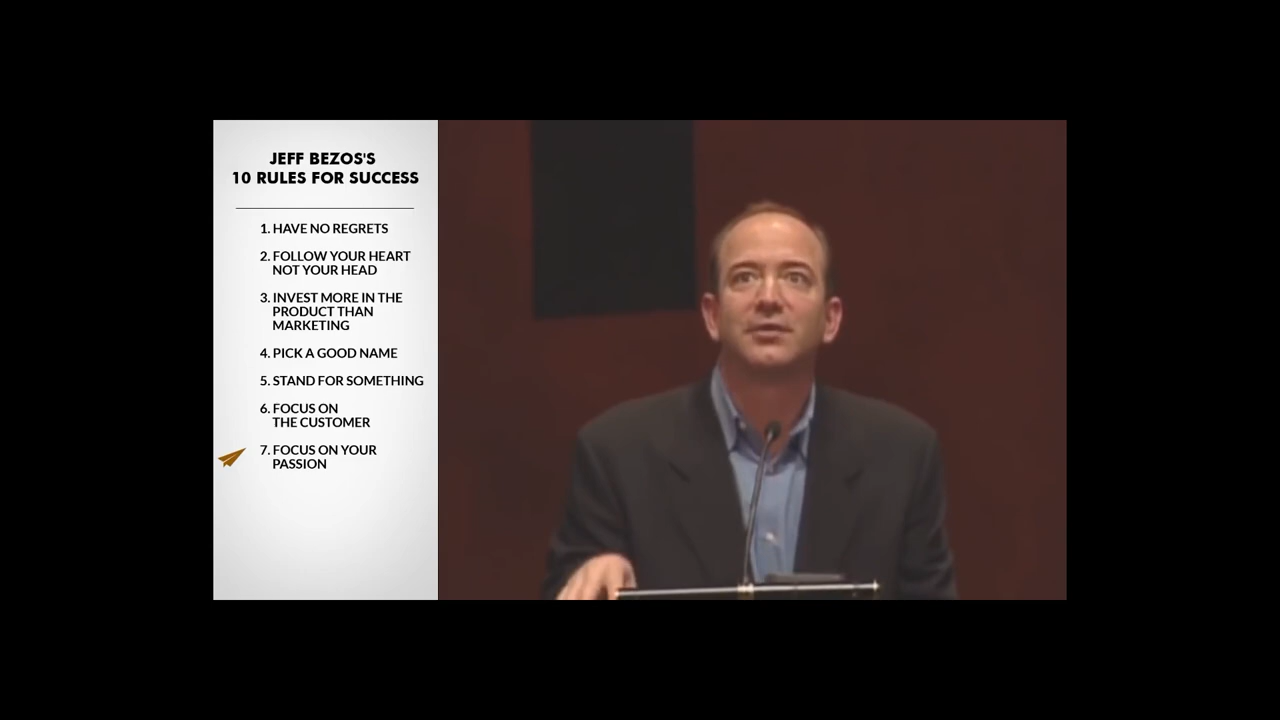 JEFF BEZOS'S
10 RULES FOR SUCCESS
1. HAVE NO REGRETS
2. FOLLOW YOUR HEART
NOT YOUR HEAD
3. INVEST MORE IN THE
PRODUCT THAN
MARKETING
4. PICK A GOOD NAME
5. STAND FOR SOMETHING
6. FOCUS ON
THE CUSTOMER
7. FOCUS ON YOUR
PASSION